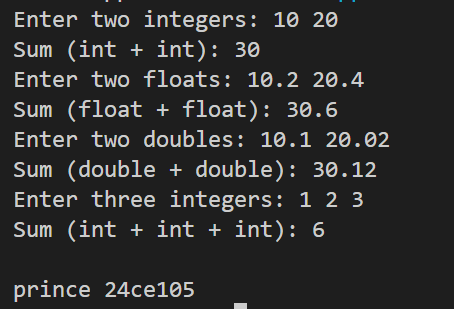 Enter two integers: 10 20
Sum (int + int): 30
Enter two floats: 10.2 20.4
Sum (float + float): 30.6
Enter two doubles: 10.1 20.02
Sum (double + double): 30.12
Enter three integers: 1 2 3
Sum (int + int + int): 6
prince 24ce105